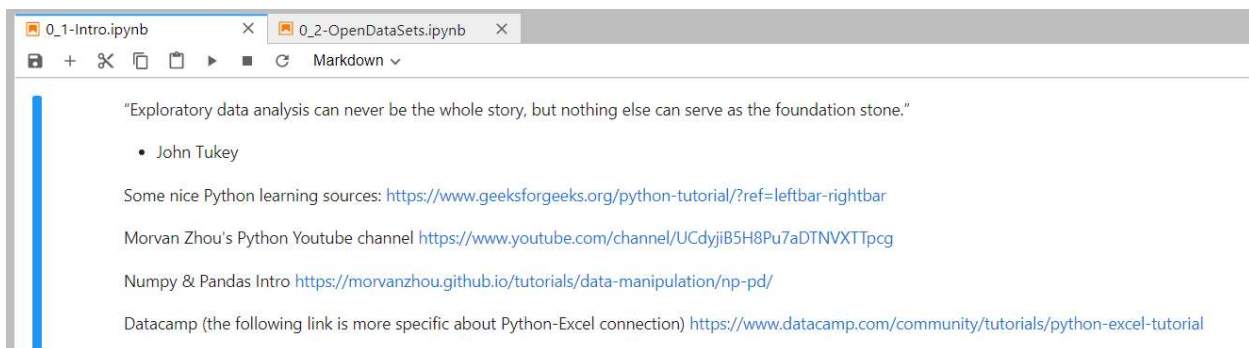 0_1-Intro.ipynb
0_2-OpenDataSets.ipynb
Markdown
“Exploratory data analysis can never be the whole story, but nothing else can serve as the foundation stone.”
• John Tukey
Some nice Python learning sources: https://www.geeksforgeeks.org/python-tutorial/?ref=leftbar-rightbar
Morvan Zhou's Python Youtube channel https://www.youtube.com/channel/UCdyjiB5H8Pu7aDTNVXTTpcg
Numpy & Pandas Intro https://morvanzhou.github.io/tutorials/data-manipulation/np-pd/
Datacamp (the following link is more specific about Python-Excel connection) https://www.datacamp.com/community/tutorials/python-excel-tutorial